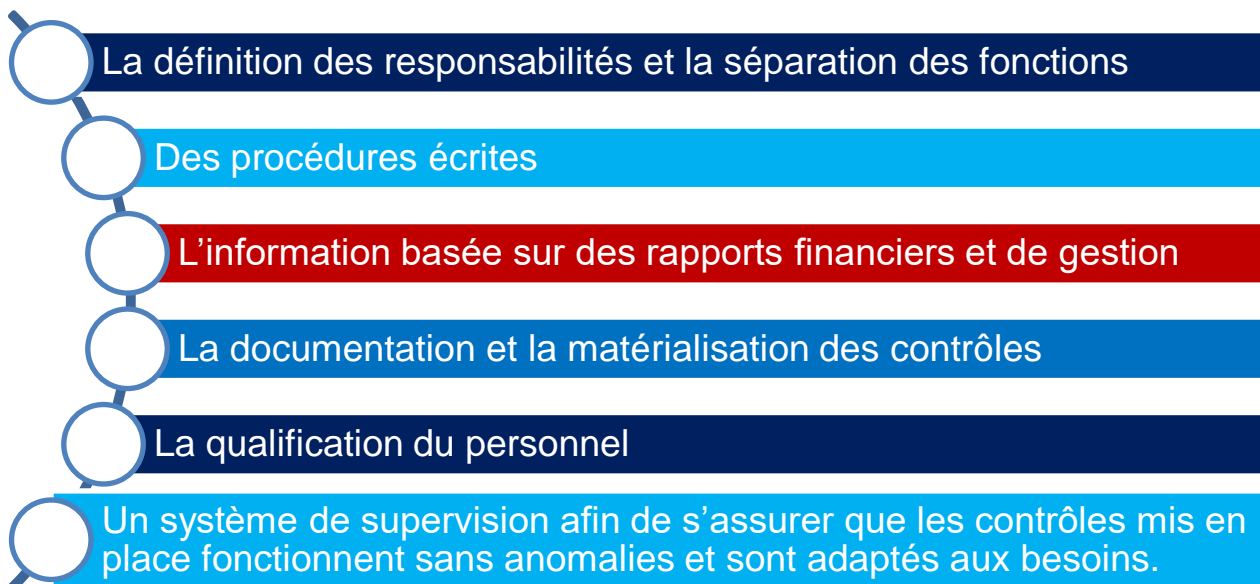 La définition des responsabilités et la séparation des fonctions
Des procédures écrites
L’information basée sur des rapports financiers et de gestion
La documentation et la matérialisation des contrôles
La qualification du personnel
Un système de supervision afin de s’assurer que les contrôles mis en
place fonctionnent sans anomalies et sont adaptés aux besoins.